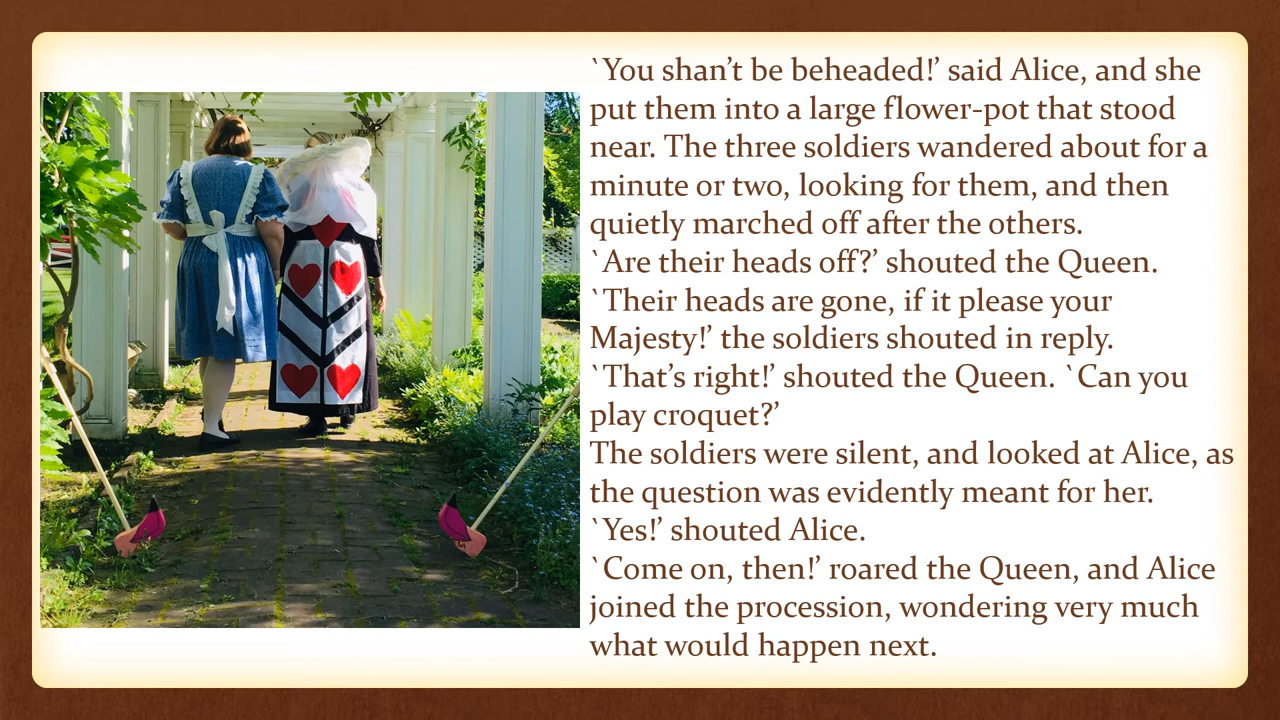 `You shan’t be beheaded!’ said Alice, and she
put them into a large flower-pot that stood
near. The three soldiers wandered about for a
minute or two, looking for them, and then
quietly marched off after the others.
`Are their heads off?’ shouted the Queen.
`Their heads are gone, if it please your
Majesty!’ the soldiers shouted in reply.
`That’s right!’ shouted the Queen. `Can you
play croquet?’
The soldiers were silent, and looked at Alice, as
the question was evidently meant for her.
`Yes!’ shouted Alice.
`Come on, then!’ roared the Queen, and Alice
joined the procession, wondering very much
what would happen next.